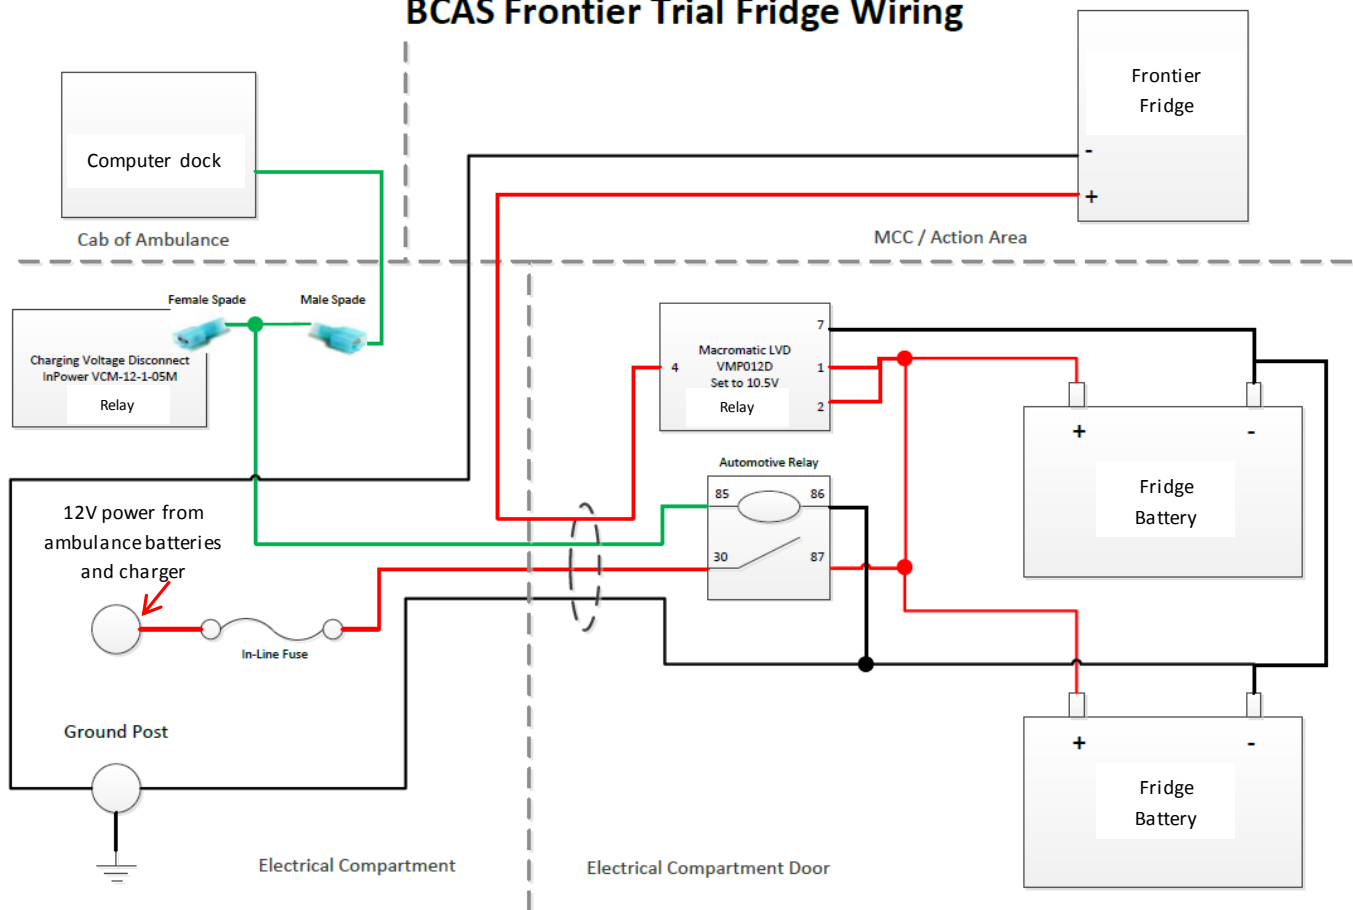 BCAS Frontier Trial Fridge Wiring
Frontier
Fridge
-
+
Computer dock
Cab of Ambulance
MCC / Action Area
Female Spade
Male Spade
Charging Voltage Disconnect
InPower VCM-12-1-05M
Relay
7
Macromatic LVD
4
1
VMP012D
Set to 10.5V
Relay
2
+
-
Fridge
Battery
Automotive Relay
85
86
30
87
12V power from
ambulance batteries
and charger
In-Line Fuse
Ground Post
+
-
Fridge
Battery
Electrical Compartment
Electrical Compartment Door